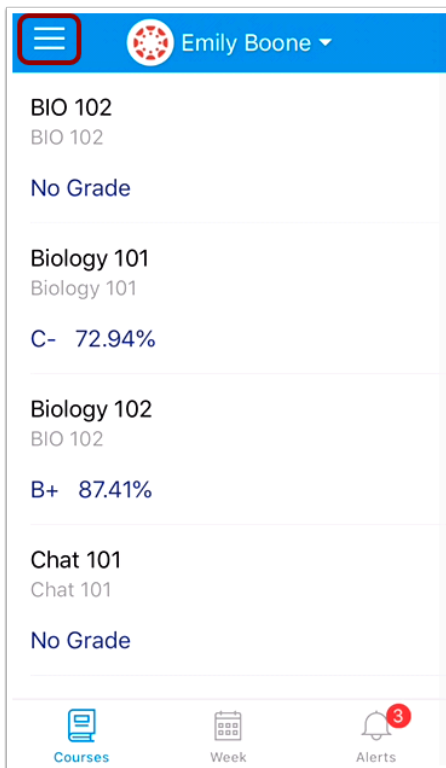 Emily Boone
BIO 102
BIO 102
No Grade
Biology 101
Biology 101
C- 72.94%
Biology 102
BIO 102
B+ 87.41%
Chat 101
Chat 101
No Grade
3
Courses Week Alerts